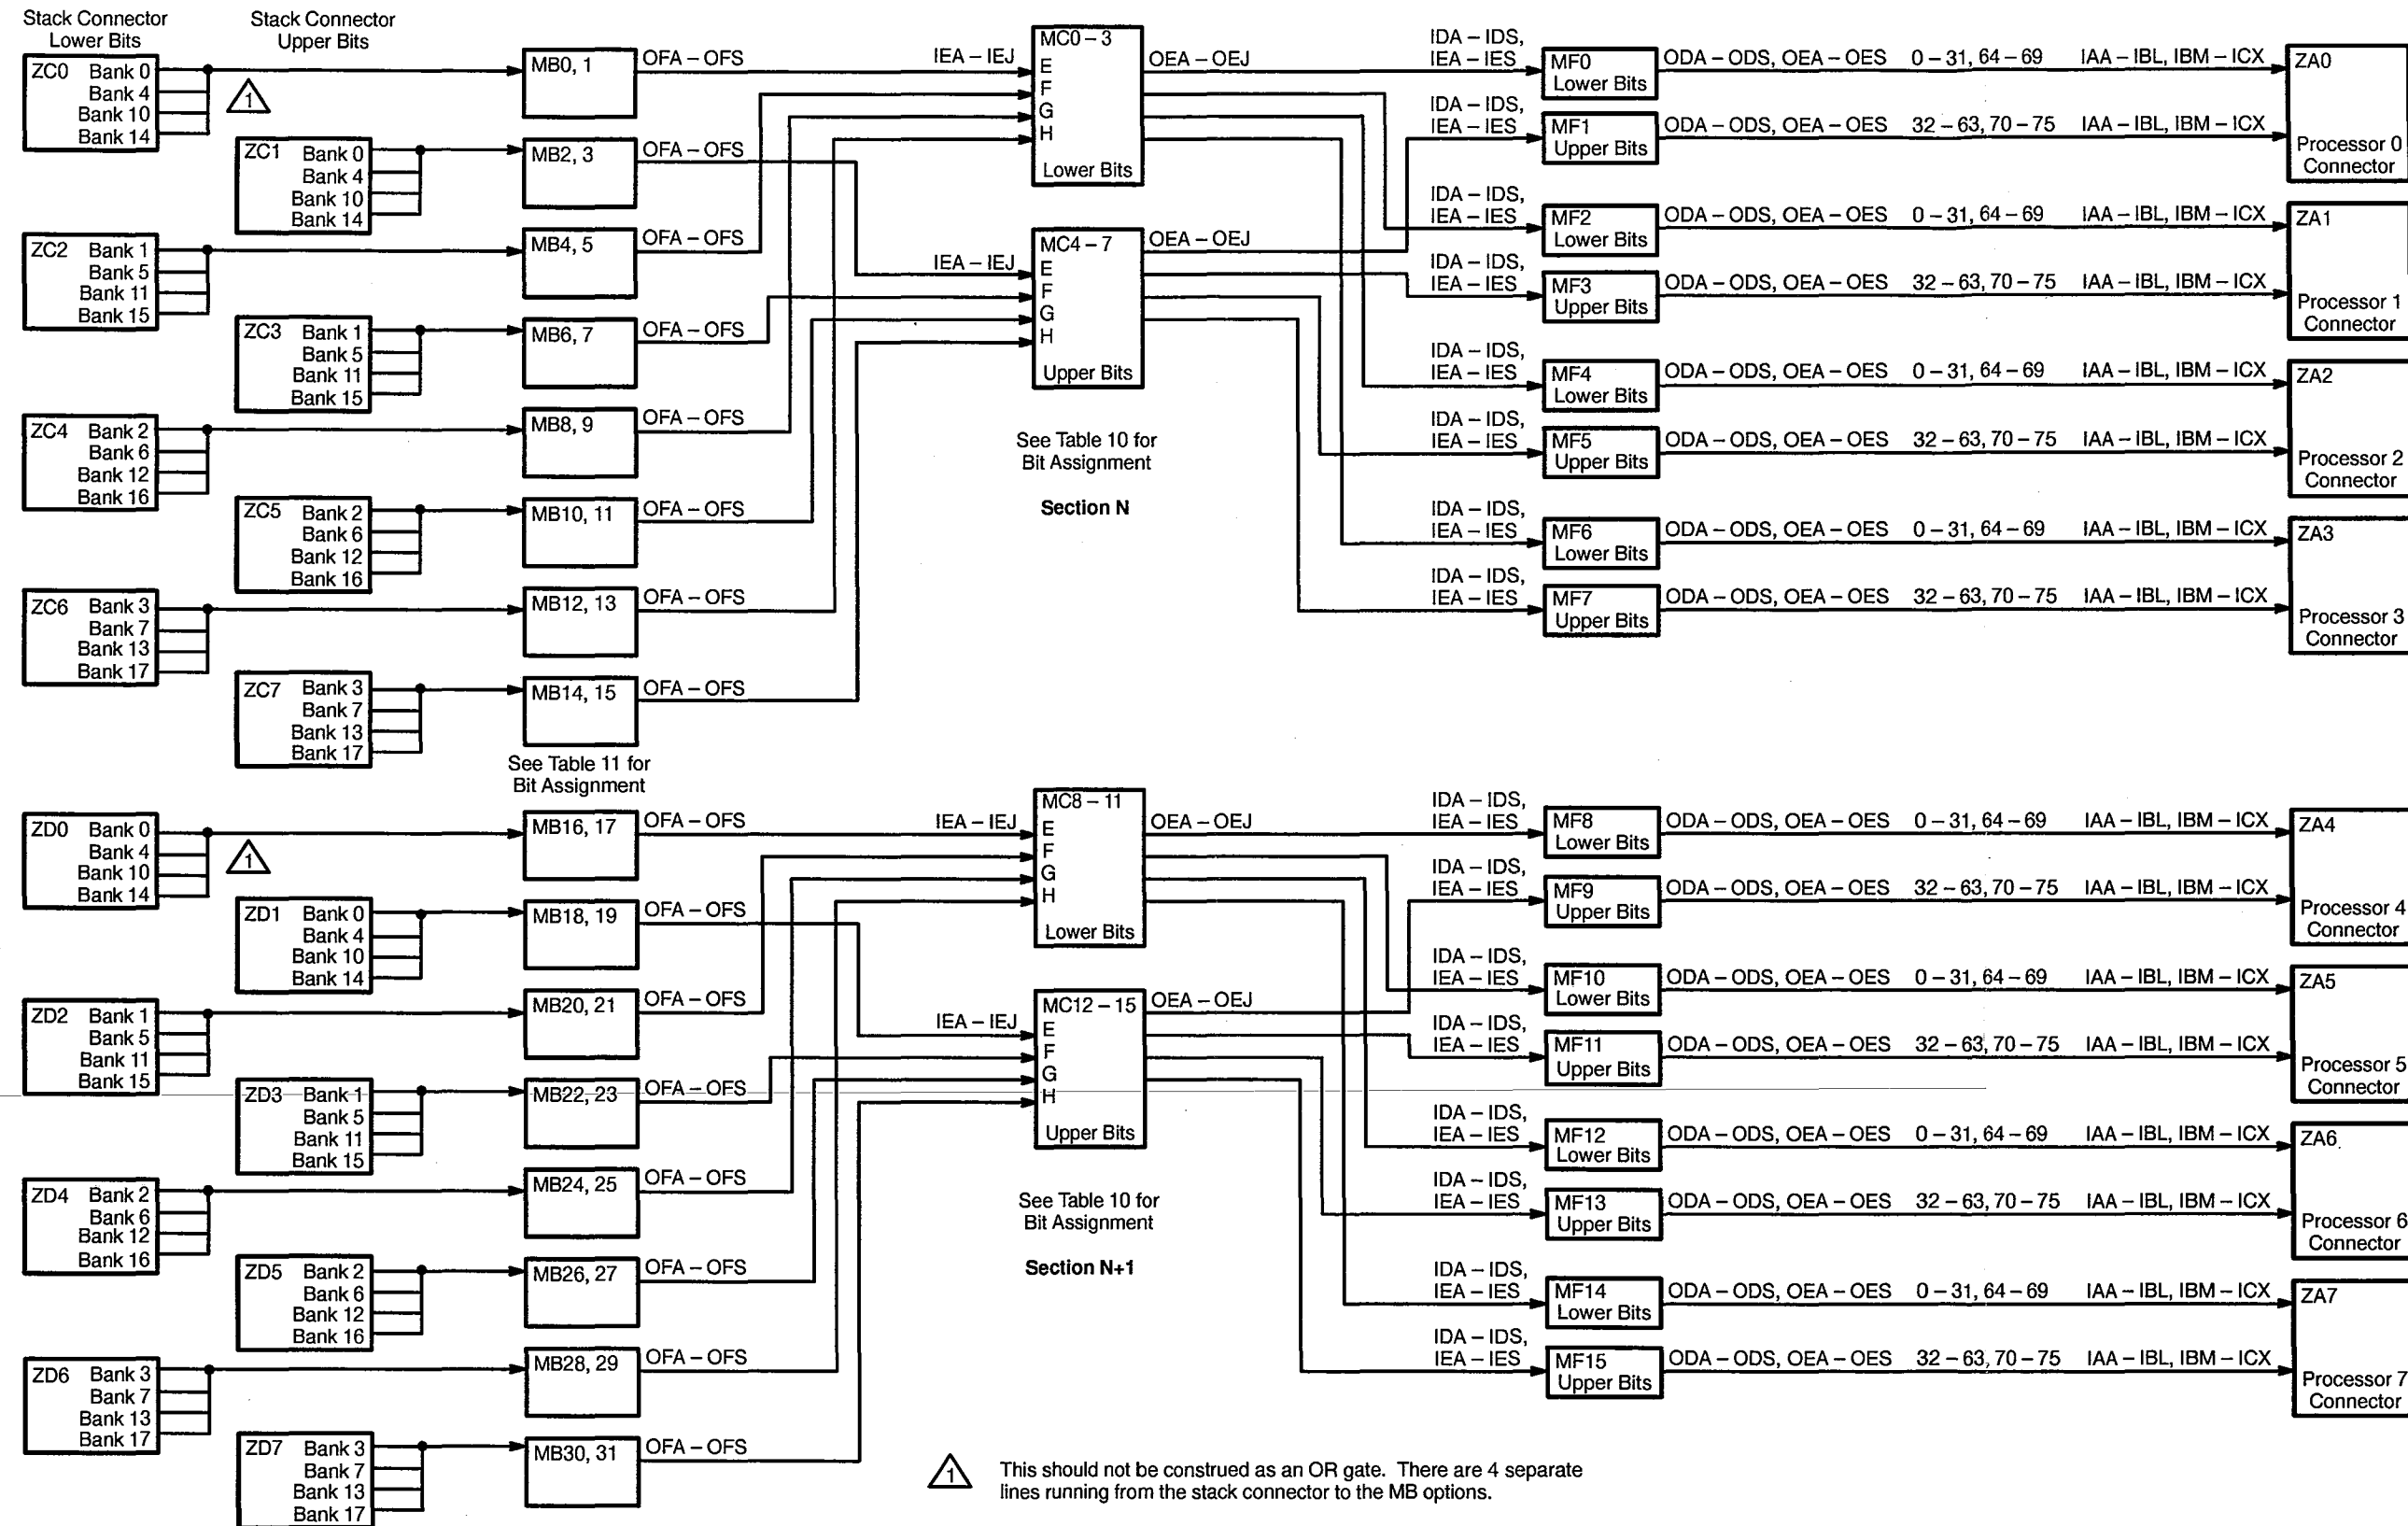 Stack Connector
Lower Bits
Stack Connector
Upper Bits
ZC0 Bank 0
Bank 4
Bank 10
Bank 14
1
ZC1 Bank 0
Bank 4
Bank 10
Bank 14
ZC2 Bank 1
Bank 5
Bank 11
Bank 15
ZC3 Bank 1
Bank 5
Bank 11
Bank 15
ZC4 Bank 2
Bank 6
Bank 12
Bank 16
ZC5 Bank 2
Bank 6
Bank 12
Bank 16
ZC6 Bank 3
Bank 7
Bank 13
Bank 17
ZC7 Bank 3
Bank 7
Bank 13
Bank 17
MB0, 1 OFA – OFS
MB2, 3 OFA – OFS
MB4, 5 OFA – OFS
MB6, 7 OFA – OFS
MB8, 9 OFA – OFS
MB10, 11 OFA – OFS
MB12, 13 OFA – OFS
MB14, 15 OFA – OFS
See Table 11 for
Bit Assignment
IEA – IEJ
MC0 – 3
E
F
G
H
Lower Bits
OEA – OEJ
IEA – IEJ
MC4 – 7
E
F
G
H
Upper Bits
OEA – OEJ
See Table 10 for
Bit Assignment
Section N
IDA – IDS,
IEA – IES
MF0
Lower Bits
ODA – ODS, OEA – OES 0 – 31, 64 – 69 IAA – IBL, IBM – ICX
IDA – IDS,
IEA – IES
MF1
Upper Bits
ODA – ODS, OEA – OES 32 – 63, 70 – 75 IAA – IBL, IBM – ICX
ZA0
Processor 0
Connector
IDA – IDS,
IEA – IES
MF2
Lower Bits
ODA – ODS, OEA – OES 0 – 31, 64 – 69 IAA – IBL, IBM – ICX
IDA – IDS,
IEA – IES
MF3
Upper Bits
ODA – ODS, OEA – OES 32 – 63, 70 – 75 IAA – IBL, IBM – ICX
ZA1
Processor 1
Connector
IDA – IDS,
IEA – IES
MF4
Lower Bits
ODA – ODS, OEA – OES 0 – 31, 64 – 69 IAA – IBL, IBM – ICX
IDA – IDS,
IEA – IES
MF5
Upper Bits
ODA – ODS, OEA – OES 32 – 63, 70 – 75 IAA – IBL, IBM – ICX
ZA2
Processor 2
Connector
IDA – IDS,
IEA – IES
MF6
Lower Bits
ODA – ODS, OEA – OES 0 – 31, 64 – 69 IAA – IBL, IBM – ICX
IDA – IDS,
IEA – IES
MF7
Upper Bits
ODA – ODS, OEA – OES 32 – 63, 70 – 75 IAA – IBL, IBM – ICX
ZA3
Processor 3
Connector
ZD0 Bank 0
Bank 4
Bank 10
Bank 14
1
ZD1 Bank 0
Bank 4
Bank 10
Bank 14
ZD2 Bank 1
Bank 5
Bank 11
Bank 15
ZD3 Bank 1
Bank 5
Bank 11
Bank 15
ZD4 Bank 2
Bank 6
Bank 12
Bank 16
ZD5 Bank 2
Bank 6
Bank 12
Bank 16
ZD6 Bank 3
Bank 7
Bank 13
Bank 17
ZD7 Bank 3
Bank 7
Bank 13
Bank 17
MB16, 17 OFA – OFS
MB18, 19 OFA – OFS
MB20, 21 OFA – OFS
MB22, 23 OFA – OFS
MB24, 25 OFA – OFS
MB26, 27 OFA – OFS
MB28, 29 OFA – OFS
MB30, 31 OFA – OFS
IEA – IEJ
MC8 – 11
E
F
G
H
Lower Bits
OEA – OEJ
IEA – IEJ
MC12 – 15
E
F
G
H
Upper Bits
OEA – OEJ
See Table 10 for
Bit Assignment
Section N+1
IDA – IDS,
IEA – IES
MF8
Lower Bits
ODA – ODS, OEA – OES 0 – 31, 64 – 69 IAA – IBL, IBM – ICX
IDA – IDS,
IEA – IES
MF9
Upper Bits
ODA – ODS, OEA – OES 32 – 63, 70 – 75 IAA – IBL, IBM – ICX
ZA4
Processor 4
Connector
IDA – IDS,
IEA – IES
MF10
Lower Bits
ODA – ODS, OEA – OES 0 – 31, 64 – 69 IAA – IBL, IBM – ICX
IDA – IDS,
IEA – IES
MF11
Upper Bits
ODA – ODS, OEA – OES 32 – 63, 70 – 75 IAA – IBL, IBM – ICX
ZA5
Processor 5
Connector
IDA – IDS,
IEA – IES
MF12
Lower Bits
ODA – ODS, OEA – OES 0 – 31, 64 – 69 IAA – IBL, IBM – ICX
IDA – IDS,
IEA – IES
MF13
Upper Bits
ODA – ODS, OEA – OES 32 – 63, 70 – 75 IAA – IBL, IBM – ICX
ZA6
Processor 6
Connector
IDA – IDS,
IEA – IES
MF14
Lower Bits
ODA – ODS, OEA – OES 0 – 31, 64 – 69 IAA – IBL, IBM – ICX
IDA – IDS,
IEA – IES
MF15
Upper Bits
ODA – ODS, OEA – OES 32 – 63, 70 – 75 IAA – IBL, IBM – ICX
ZA7
Processor 7
Connector
1
This should not be construed as an OR gate. There are 4 separate
lines running from the stack connector to the MB options.